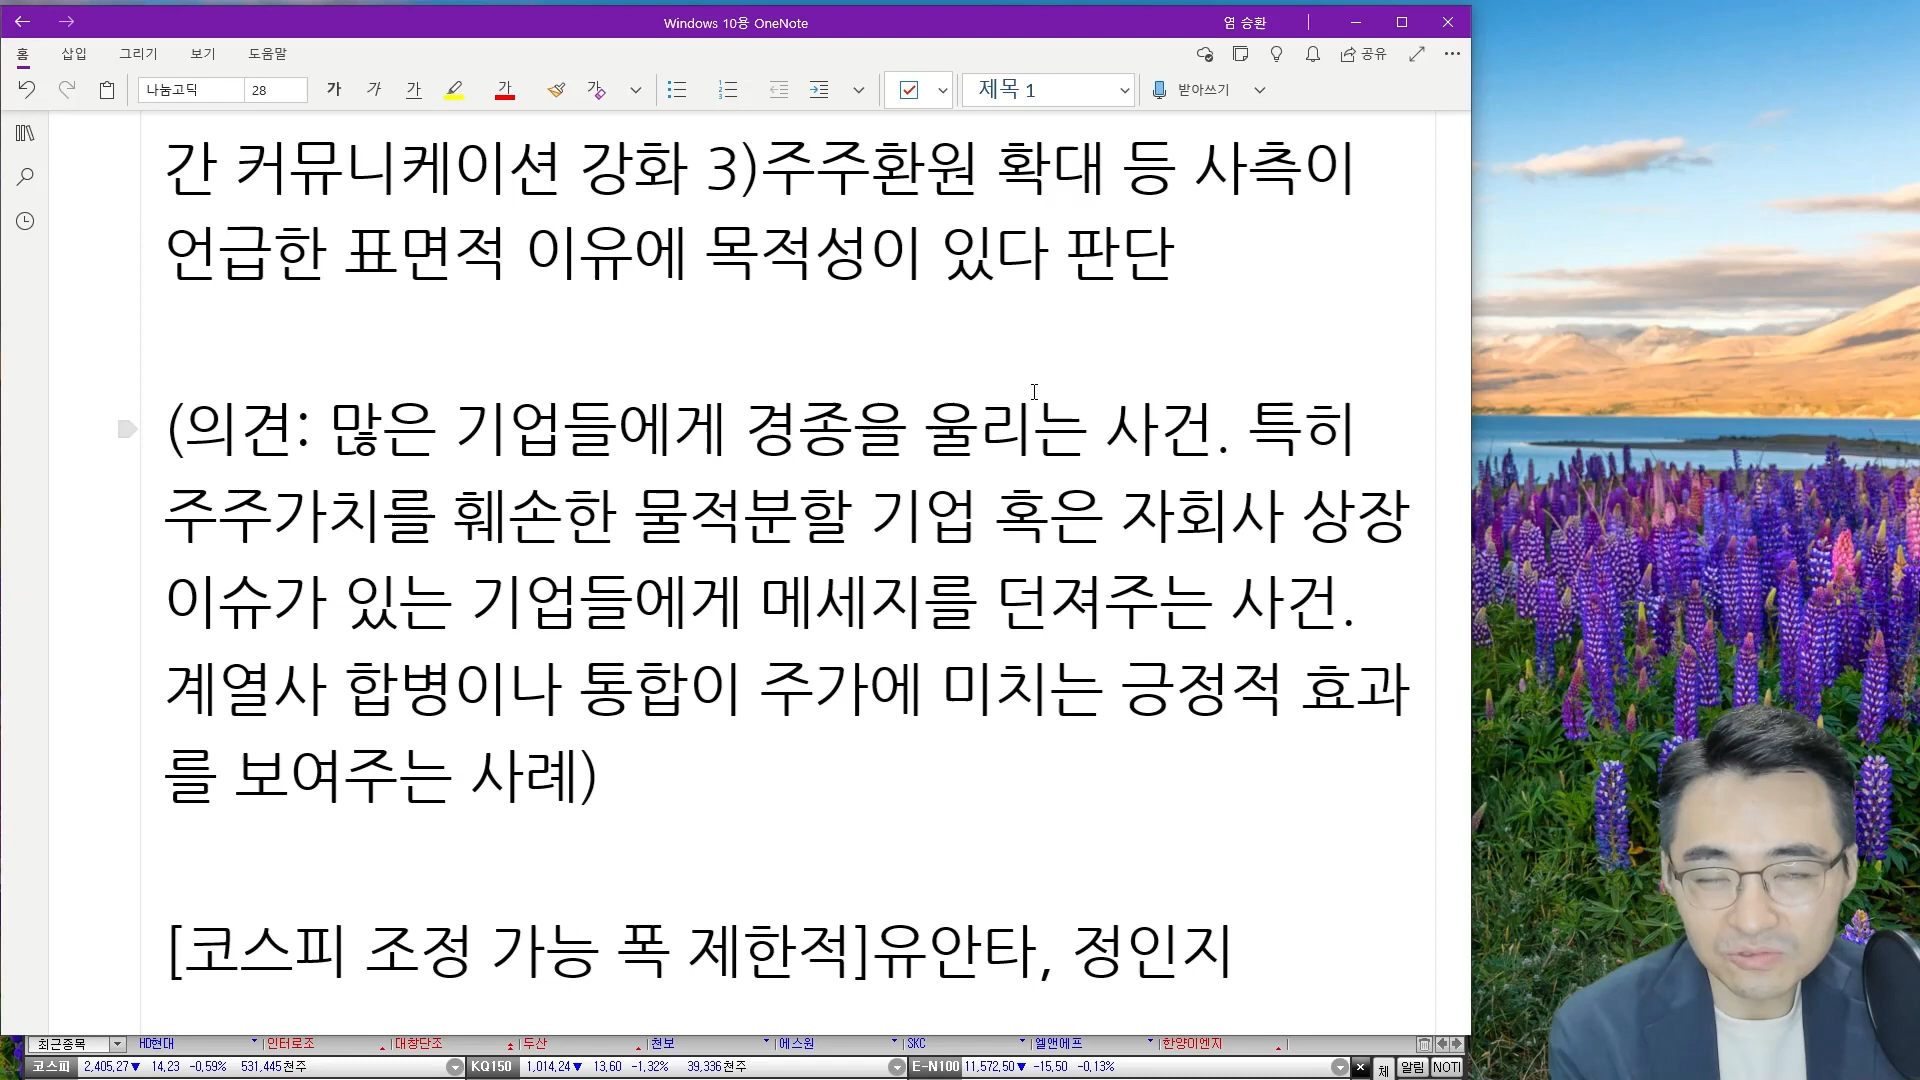 Windows 10용 OneNote
염 승환
홈 삽입 그리기 보기 도움말
공유
나눔고딕 28 가 가 가 가 가 제목 1 받아쓰기
간 커뮤니케이션 강화 3)주주환원 확대 등 사측이
언급한 표면적 이유에 목적성이 있다 판단
(의견: 많은 기업들에게 경종을 울리는 사건. 특히
주주가치를 훼손한 물적분할 기업 혹은 자회사 상장
이슈가 있는 기업들에게 메세지를 던져주는 사건.
계열사 합병이나 통합이 주가에 미치는 긍정적 효과
를 보여주는 사례)
[코스피 조정 가능 폭 제한적]유안타, 정인지
최근종목 HD현대 인터로조 대창단조 두산 천보 에스원 SKC 엘앤에프 한양이엔지
코스피 2,405,27▼ 14,23 -0,59% 531,445천주 KQ150 1,014,24▼ 13,60 -1,32% 39,336천주 E-N100 11,572,50▼ -15,50 -0,13% 체 알림 NOTI